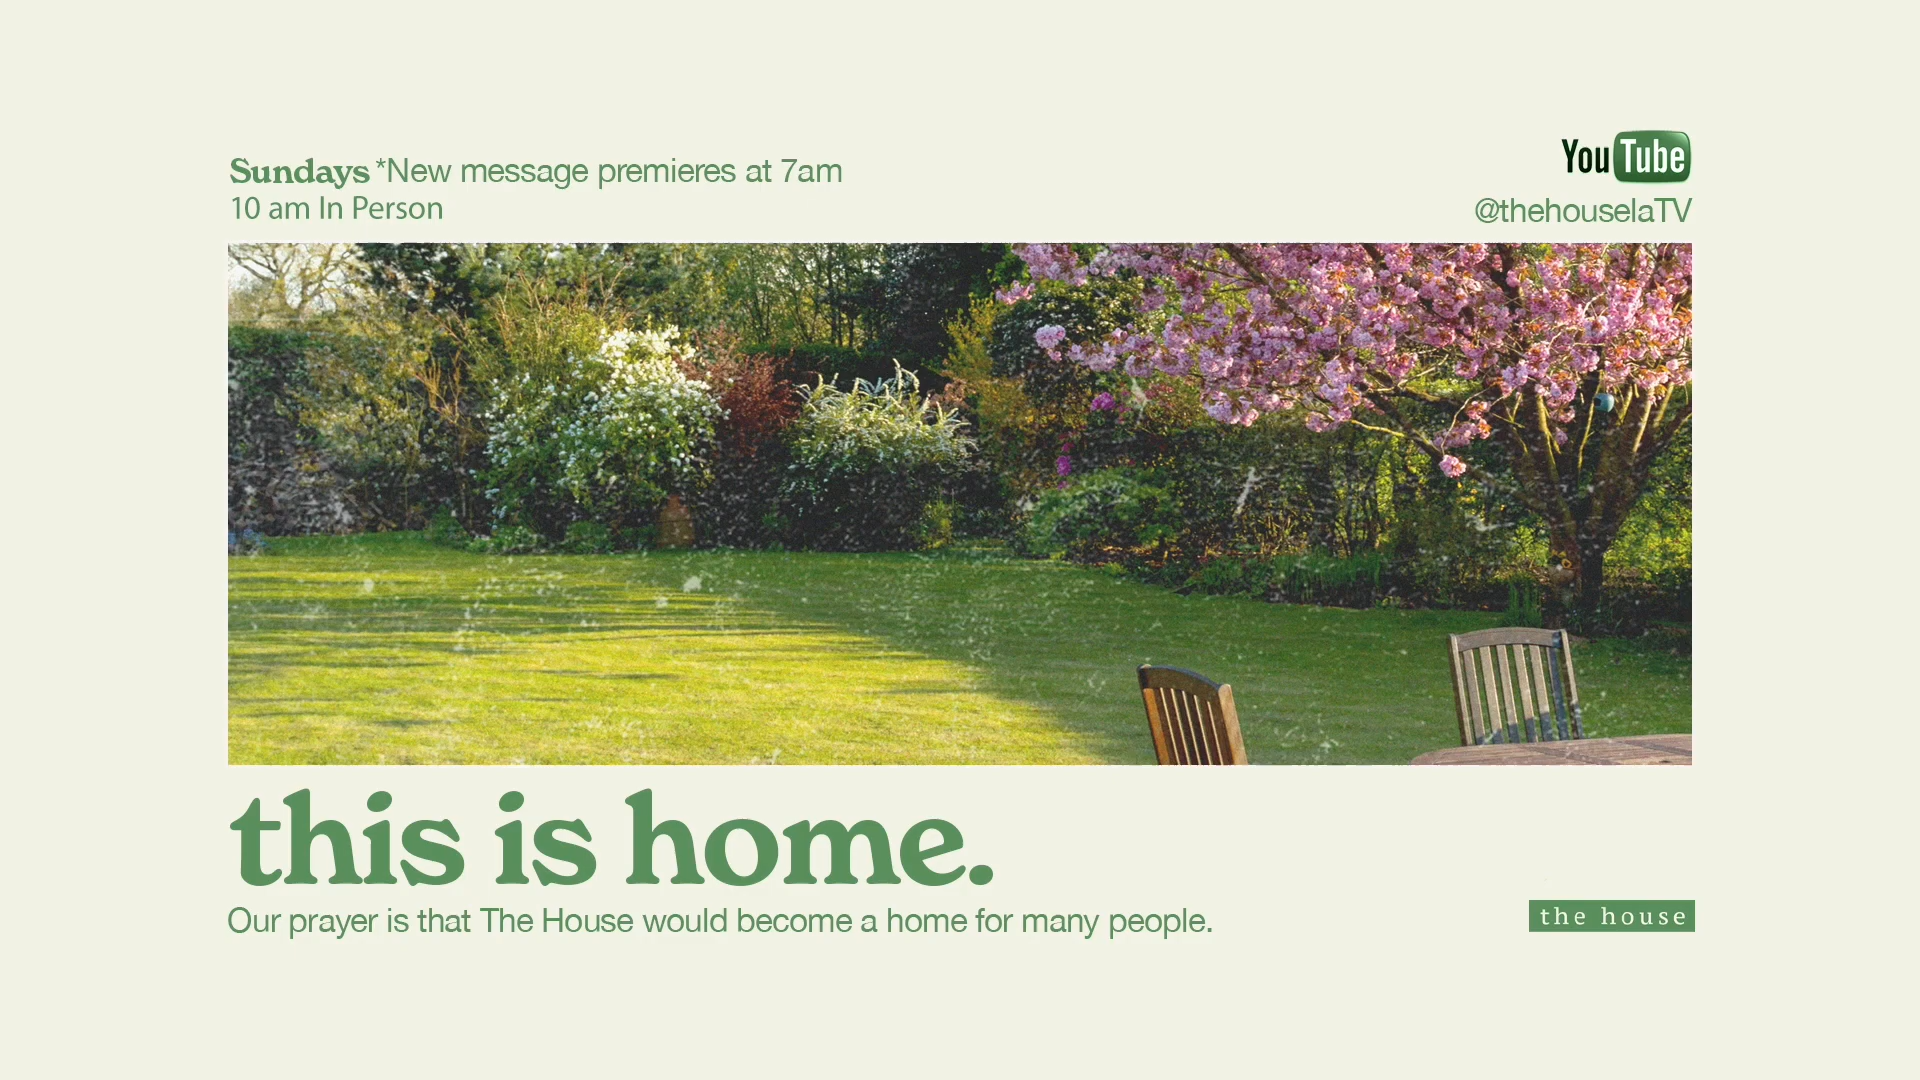 Sundays *New message premieres at 7am
10 am In Person
YouTube
@thehouselaTV
this is home.
Our prayer is that The House would become a home for many people.
the house